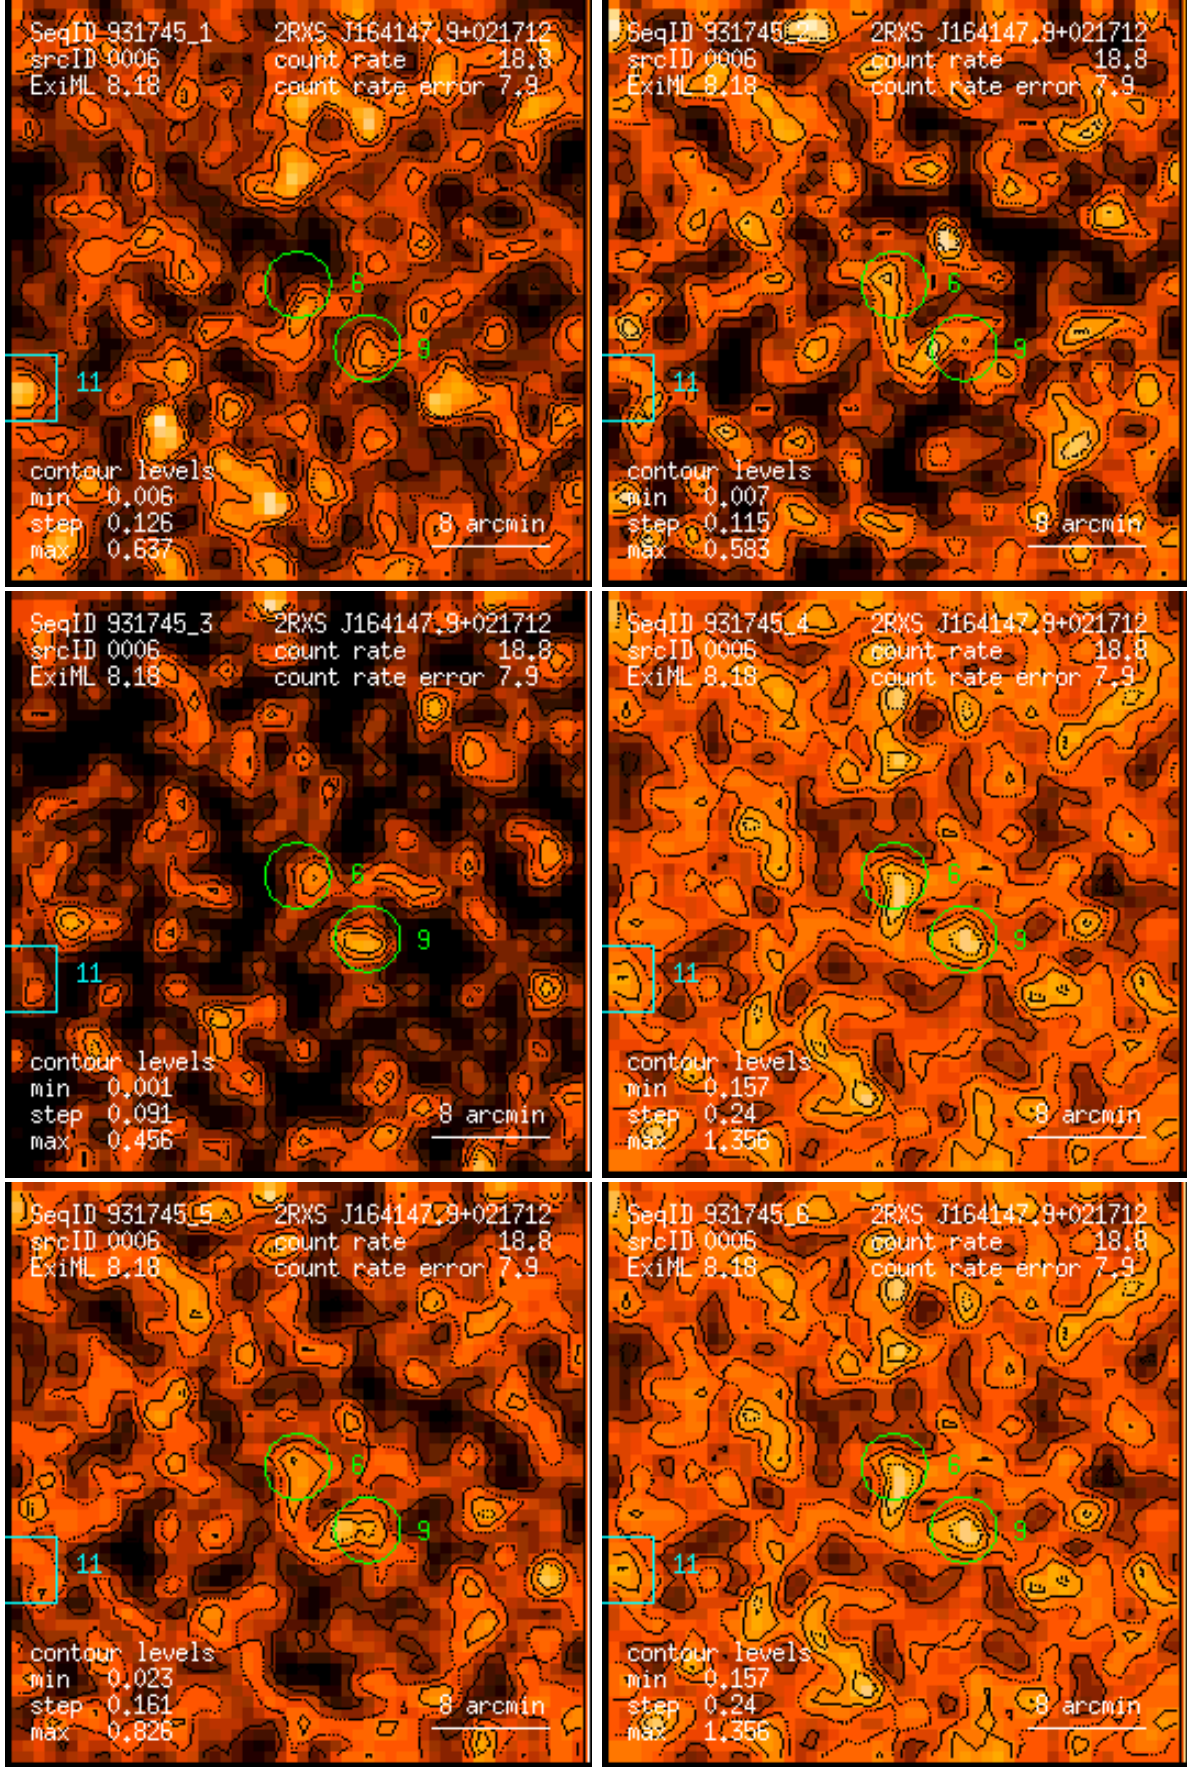 SeqID 931745_1 2RXS J164147.9+021712
srcID 0006 count rate 18.8
ExiML 8.18 count rate error 7.9
6
9
11
contour levels
min 0.006
step 0.126 8 arcmin
max 0.637
SeqID 931745_2 2RXS J164147.9+021712
srcID 0006 count rate 18.8
ExiML 8.18 count rate error 7.9
6
9
11
contour levels
min 0.007
step 0.115 8 arcmin
max 0.583
SeqID 931745_3 2RXS J164147.9+021712
srcID 0006 count rate 18.8
ExiML 8.18 count rate error 7.9
6
9
11
contour levels
min 0.001
step 0.091 8 arcmin
max 0.456
SeqID 931745_4 2RXS J164147.9+021712
srcID 0006 count rate 18.8
ExiML 8.18 count rate error 7.9
6
9
11
contour levels
min 0.157
step 0.24 8 arcmin
max 1.356
SeqID 931745_5 2RXS J164147.9+021712
srcID 0006 count rate 18.8
ExiML 8.18 count rate error 7.9
6
9
11
contour levels
min 0.023
step 0.161 8 arcmin
max 0.826
SeqID 931745_6 2RXS J164147.9+021712
srcID 0006 count rate 18.8
ExiML 8.18 count rate error 7.9
6
9
11
contour levels
min 0.157
step 0.24 8 arcmin
max 1.356